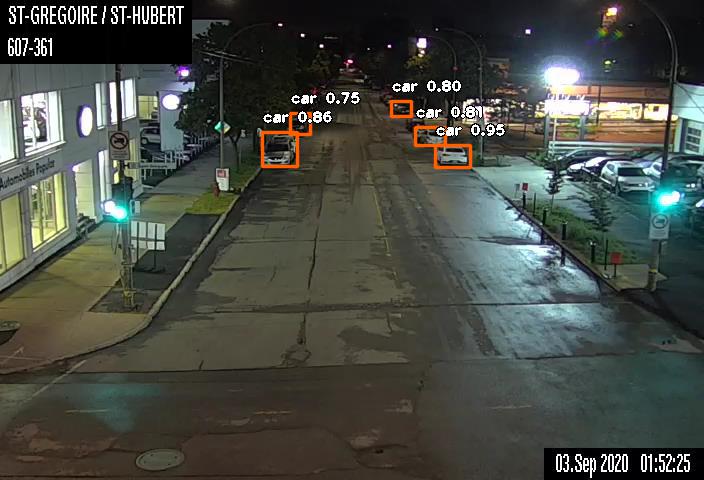 ST-GREGOIRE / ST-HUBERT
607-361
car 0.80
car 0.75
car 0.81
car 0.86
car 0.95
Automobiles Popular
03.Sep 2020 01:52:25